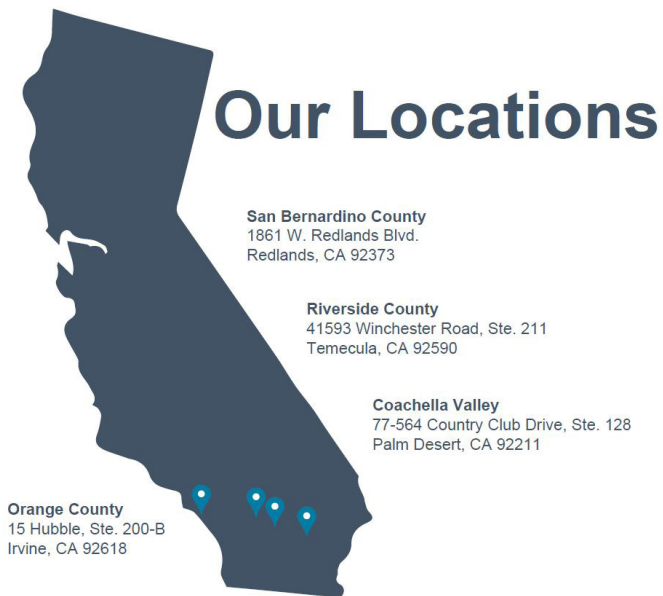 Our Locations
San Bernardino County
1861 W. Redlands Blvd.
Redlands, CA 92373
Riverside County
41593 Winchester Road, Ste. 211
Temecula, CA 92590
Coachella Valley
77-564 Country Club Drive, Ste. 128
Palm Desert, CA 92211
Orange County
15 Hubble, Ste. 200-B
Irvine, CA 92618